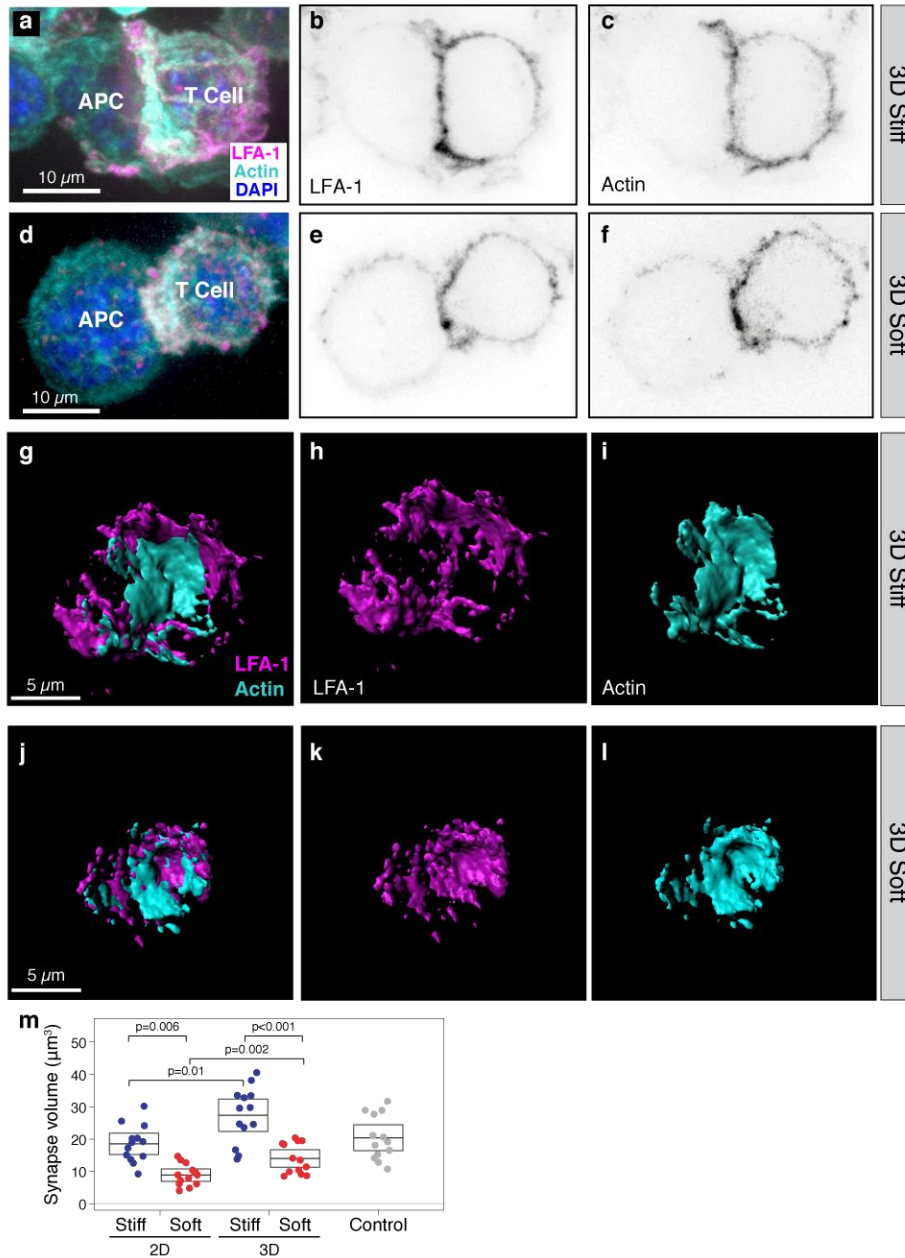 a
APC
T Cell
LFA-1
Actin
DAPI
10 µm
b
LFA-1
c
Actin
3D Stiff
d
APC
T Cell
10 µm
e
f
3D Soft
g
LFA-1
Actin
5 µm
h
LFA-1
i
Actin
3D Stiff
j
5 µm
k
l
3D Soft
m
Synapse volume (µm³)
50
40
30
20
10
0
p=0.006
p<0.001
p=0.002
p=0.01
Stiff Soft Stiff Soft Control
2D 3D